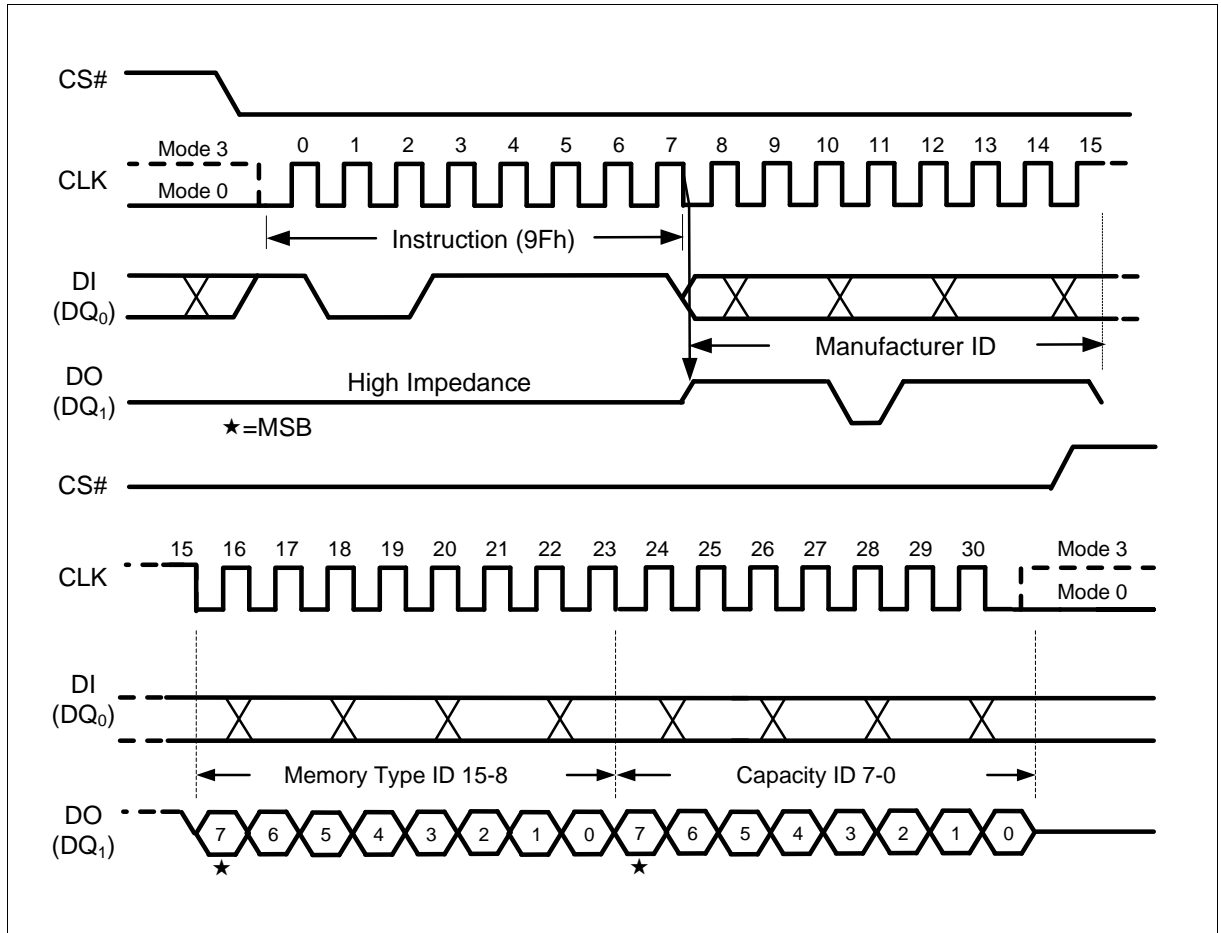 CS#
Mode 3
CLK
Mode 0
0 1 2 3 4 5 6 7 8 9 10 11 12 13 14 15
Instruction (9Fh)
DI
(DQ0)
Manufacturer ID
DO
(DQ1)
High Impedance
★=MSB
CS#
15 16 17 18 19 20 21 22 23 24 25 26 27 28 29 30
CLK
Mode 3
Mode 0
DI
(DQ0)
Memory Type ID 15-8
Capacity ID 7-0
DO
(DQ1)
7 6 5 4 3 2 1 0 7 6 5 4 3 2 1 0
★ ★